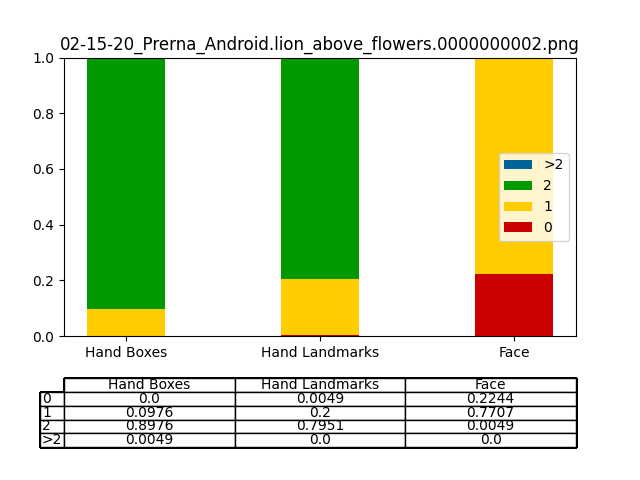 02-15-20_Prerna_Android.lion_above_flowers.0000000002.png
1.0
0.8
0.6
0.4
0.2
0.0
>2
2
1
0
Hand Boxes Hand Landmarks Face
Hand Boxes Hand Landmarks Face
0 0.0 0.0049 0.2244
1 0.0976 0.2 0.7707
2 0.8976 0.7951 0.0049
>2 0.0049 0.0 0.0